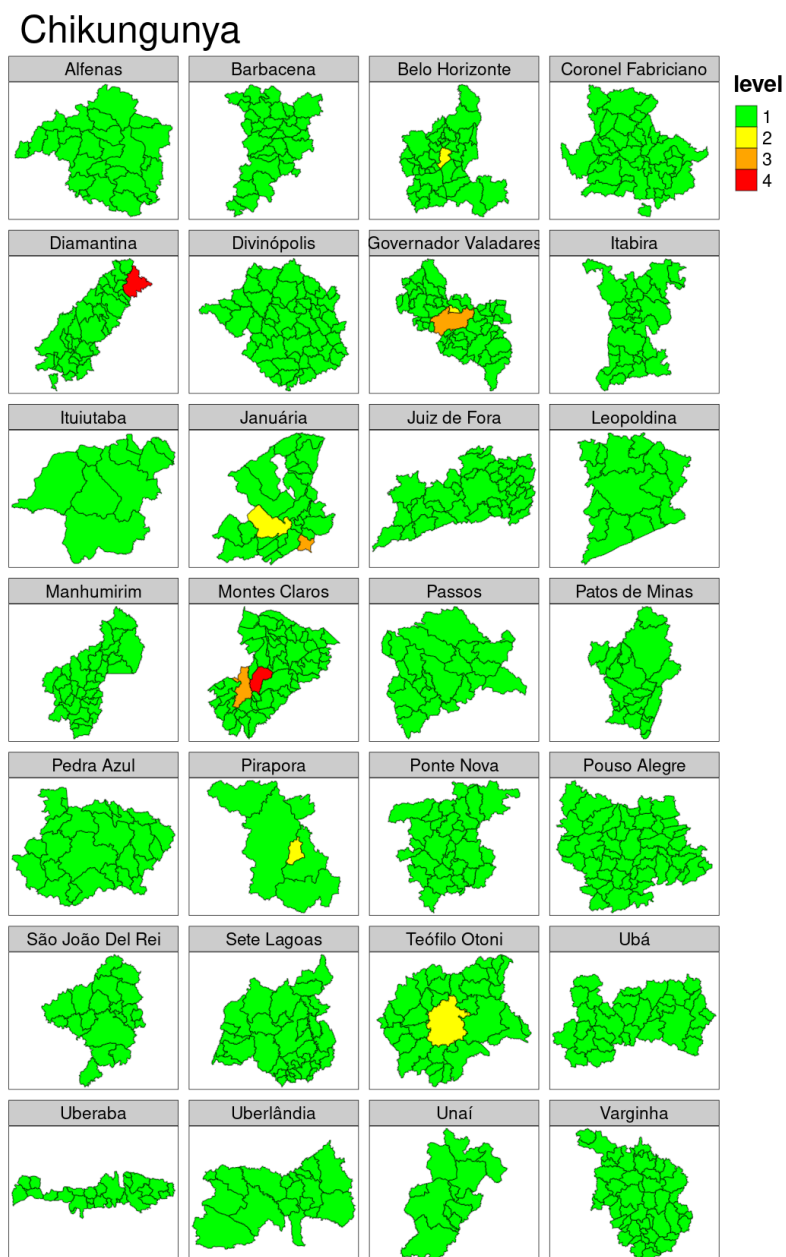 Chikungunya
Alfenas
Barbacena
Belo Horizonte
Coronel Fabriciano
level
1
2
3
4
Diamantina
Divinópolis
Governador Valadares
Itabira
Ituiutaba
Januária
Juiz de Fora
Leopoldina
Manhumirim
Montes Claros
Passos
Patos de Minas
Pedra Azul
Pirapora
Ponte Nova
Pouso Alegre
São João Del Rei
Sete Lagoas
Teófilo Otoni
Ubá
Uberaba
Uberlândia
Unaí
Varginha